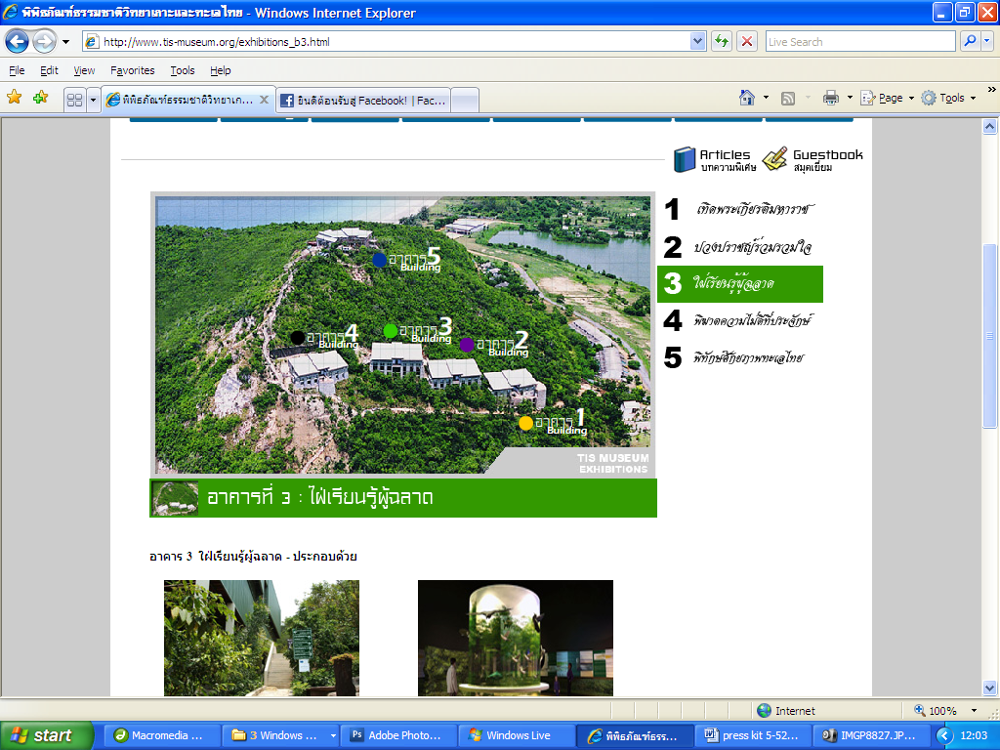 พิพิธภัณฑ์ธรรมชาติวิทยาเกาะและทะเลไทย - Windows Internet Explorer
http://www.tis-museum.org/exhibitions_b3.html
Live Search
File Edit View Favorites Tools Help
พิพิธภัณฑ์ธรรมชาติวิทยาเก...
ยินดีต้อนรับสู่ Facebook! | Fac...
Page
Tools
Articles
บทความพิเศษ
Guestbook
สมุดเยี่ยม
1 เทิดพระเกียรติมหาราช
2 ปวงปราชญ์ร่วมรวมใจ
3 ใฝ่เรียนรู้ผู้ฉลาด
4 พิฆาตความไม่ดีที่ประจักษ์
5 พิทักษ์ศักยภาพทะเลไทย
อาคาร 5
Building
อาคาร 4
Building
อาคาร 3
Building
อาคาร 2
Building
อาคาร 1
Building
TIS MUSEUM
EXHIBITIONS
อาคารที่ 3 : ใฝ่เรียนรู้ผู้ฉลาด
อาคาร 3 ใฝ่เรียนรู้ผู้ฉลาด - ประกอบด้วย
Internet
100%
start
Macromedia ...
3 Windows ...
Adobe Photo...
Windows Live
พิพิธภัณฑ์ธรร...
press kit 5-52...
IMGP8827.JP...
12:03